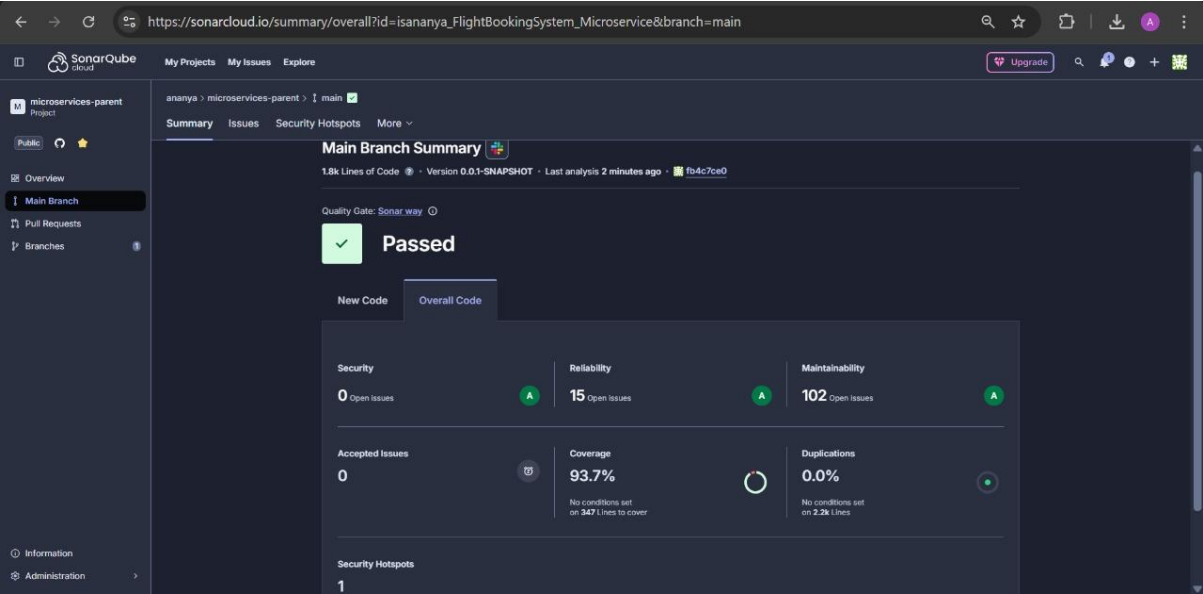 https://sonarcloud.io/summary/overall?id=isananya_FlightBookingSystem_Microservice&branch=main
A
SonarQube
cloud
My Projects My Issues Explore
Upgrade
1
M microservices-parent
Project
Public
Overview
Main Branch
Pull Requests
Branches 1
Information
Administration
ananya > microservices-parent > main
Summary Issues Security Hotspots More
Main Branch Summary
1.8k Lines of Code ? · Version 0.0.1-SNAPSHOT · Last analysis 2 minutes ago · fb4c7ce0
Quality Gate: Sonar way
Passed
New Code Overall Code
Security
0 Open issues A
Reliability
15 Open issues A
Maintainability
102 Open issues A
Accepted Issues
0
Coverage
93.7%
No conditions set
on 347 Lines to cover
Duplications
0.0%
No conditions set
on 2.2k Lines
Security Hotspots
1